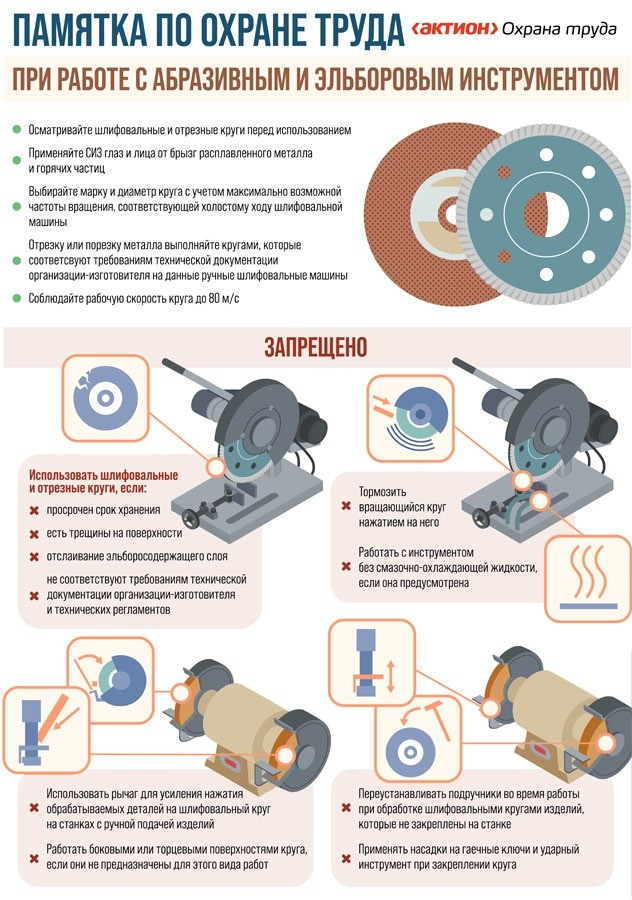 ПАМЯТКА ПО ОХРАНЕ ТРУДА
‹АКТИОН› Охрана труда
ПРИ РАБОТЕ С АБРАЗИВНЫМ И ЭЛЬБОРОВЫМ ИНСТРУМЕНТОМ
Осматривайте шлифовальные и отрезные круги перед использованием
Применяйте СИЗ глаз и лица от брызг расплавленного металла
и горячих частиц
Выбирайте марку и диаметр круга с учетом максимально возможной
частоты вращения, соответствующей холостому ходу шлифовальной
машины
Отрезку или порезку металла выполняйте кругами, которые
соответсвуют требованиям технической документации
организации-изготовителя на данные ручные шлифовальные машины
Соблюдайте рабочую скорость круга до 80 м/с
ЗАПРЕЩЕНО
Использовать шлифовальные
и отрезные круги, если:
просрочен срок хранения
есть трещины на поверхности
отслаивание эльборосодержащего слоя
не соответствуют требованиям технической
документации организации-изготовителя
и технических регламентов
Тормозить
вращающийся круг
нажатием на него
Работать с инструментом
без смазочно-охлаждающей жидкости,
если она предусмотрена
Использовать рычаг для усиления нажатия
обрабатываемых деталей на шлифовальный круг
на станках с ручной подачей изделий
Работать боковыми или торцевыми поверхностями круга,
если они не предназначены для этого вида работ
Переустанавливать подручники во время работы
при обработке шлифовальными кругами изделий,
которые не закреплены на станке
Применять насадки на гаечные ключи и ударный
инструмент при закреплении круга